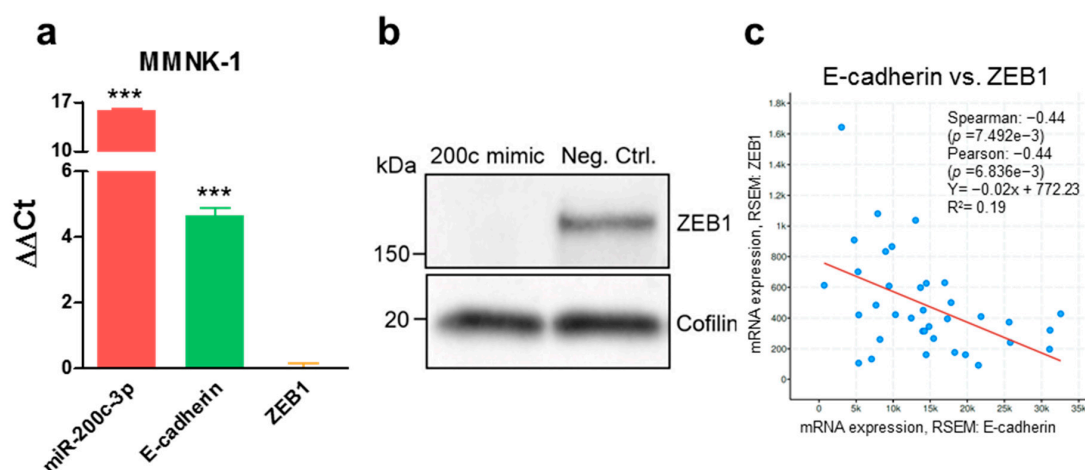 a
MMNK-1
ΔΔCt
17
10
6
4
2
0
***
***
miR-200c-3p
E-cadherin
ZEB1
b
kDa
200c mimic
Neg. Ctrl.
150
ZEB1
20
Cofilin
c
E-cadherin vs. ZEB1
Spearman: −0.44
(p =7.492e−3)
Pearson: −0.44
(p =6.836e−3)
Y= −0.02x + 772.23
R²= 0.19
mRNA expression, RSEM: ZEB1
1.8k
1.6k
1.4k
1.2k
1k
800
600
400
200
0
0
5k
10k
15k
20k
25k
30k
35k
mRNA expression, RSEM: E-cadherin